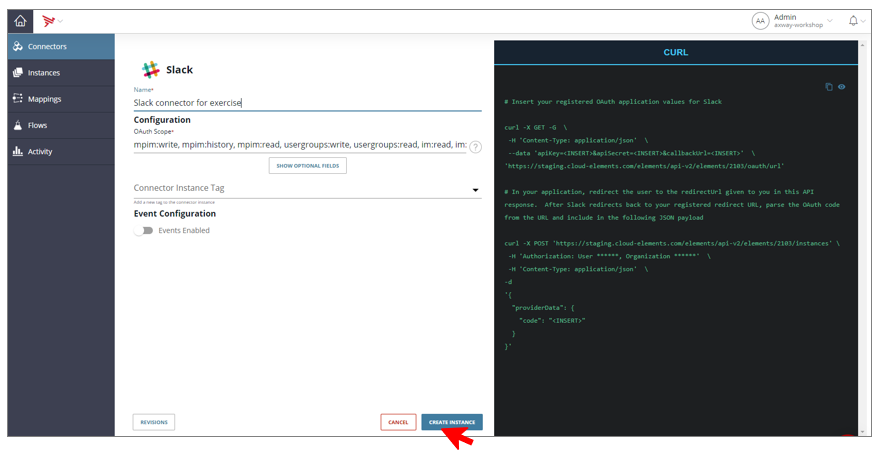 AA
Admin
axway-workshop
Connectors
Instances
Mappings
Flows
Activity
Slack
Name*
Slack connector for exercise
Configuration
OAuth Scope*
mpim:write, mpim:history, mpim:read, usergroups:write, usergroups:read, im:read, im:
?
SHOW OPTIONAL FIELDS
Connector Instance Tag
Add a new tag to the connector instance
Event Configuration
Events Enabled
REVISIONS
CANCEL
CREATE INSTANCE
CURL
# Insert your registered OAuth application values for Slack
curl -X GET -G \
-H 'Content-Type: application/json' \
--data 'apiKey=<INSERT>&apiSecret=<INSERT>&callbackUrl=<INSERT>' \
'https://staging.cloud-elements.com/elements/api-v2/elements/2103/oauth/url'
# In your application, redirect the user to the redirectUrl given to you in this API
response. After Slack redirects back to your registered redirect URL, parse the OAuth code
from the URL and include in the following JSON payload
curl -X POST 'https://staging.cloud-elements.com/elements/api-v2/elements/2103/instances' \
-H 'Authorization: User ******, Organization ******' \
-H 'Content-Type: application/json' \
-d
'{
"providerData": {
"code": "<INSERT>"
}
}'